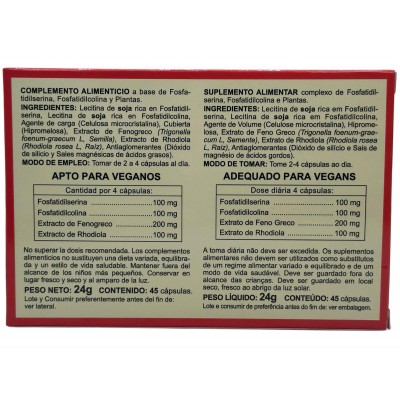 COMPLEMENTO ALIMENTICIO a base de Fosfa-
tidilserina, Fosfatidilcolina y Plantas.
Ingredientes: Lecitina de soja rica en Fosfatidil-
serina, Lecitina de soja rica en Fosfatidilcolina,
Agente de carga (Celulosa microcristalina), Cubierta
(Hipromelosa), Extracto de Fenogreco (Trigonella
foenum-graecum L, Semilla), Extracto de Rhodiola
(Rhodiola rosea L, Raíz), Antiaglomerantes (Dióxido
de silicio y Sales magnésicas de ácidos grasos).
MODO DE EMPLEO: Tomar de 2 a 4 cápsulas al día.
APTO PARA VEGANOS
Cantidad por 4 cápsulas:
Fosfatidilserina 100 mg
Fosfatidilcolina 100 mg
Extracto de Fenogreco 200 mg
Extracto de Rhodiola 100 mg
No superar la dosis recomendada. Los complementos
alimenticios no sustituyen una dieta variada, equilibra-
da y un estilo de vida saludable. Mantener fuera del
alcance de los niños más pequeños. Conservar en
lugar fresco y seco y al amparo de la luz.
PESO NETO: 24g CONTENIDO: 45 cápsulas.
Lote y Consumir preferentemente antes del fin de:
ver lateral.
SUPLEMENTO ALIMENTAR complexo de Fosfatidil-
serina, Fosfatidilcolina e Plantas.
Ingredientes: Lecitina de soja rica em Fosfatidil-
serina, Lecitina de soja rica em Fosfatidilcolina,
Agente de Volume (Celulose microcristalina), Hiprome-
losa, Extrato de Feno Greco (Trigonella foenum-graecu-
m L, Semente), Extrato de Rhodiola (Rhodiola rosea
L, Raiz), Antiaglomerantes (Dióxido de silício e Sais de
magnésio de ácidos gordos).
MODO DE TOMAR: Tome 2-4 cápsulas ao dia.
ADEQUADO PARA VEGANS
Dose diária 4 cápsulas:
Fosfatidilserina 100 mg
Fosfatidilcolina 100 mg
Extrato de Feno Greco 200 mg
Extrato de Rhodiola 100 mg
A toma diária não deve ser excedida. Os suplementos
alimentares não devem ser utilizados como substitutos
de um regime alimentar variado e equilibrado e de um
modo de vida saudável. Deve ser guardado fora do
alcance das crianças. Deve ser guardado em local
seco, fresco ao abrigo da luz solar.
PESO LÍQUIDO: 24g CONTEÚDO: 45 cápsulas.
Lote e consumir de preferência antes do fim de: ver embalagem.